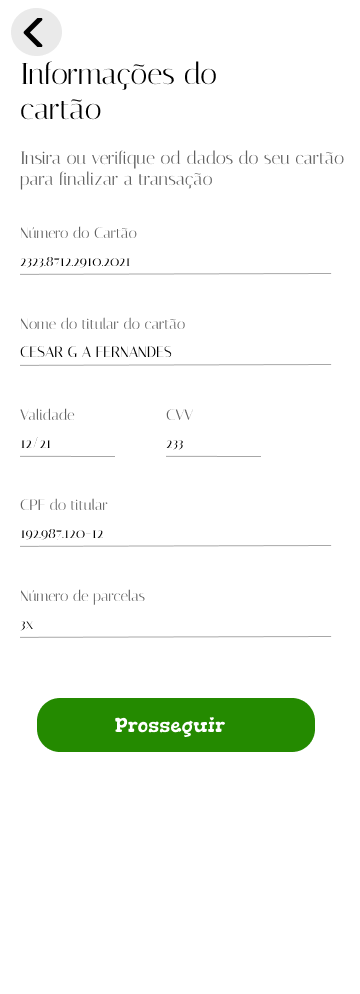 Informações do
cartão
Insira ou verifique od dados do seu cartão
para finalizar a transação
Número do Cartão
2323.8712.2910.2021
Nome do titular do cartão
CESAR G A FERNANDES
Validade CVV
12/21 233
CPF do titular
192.987.120-12
Número de parcelas
3x
Prosseguir